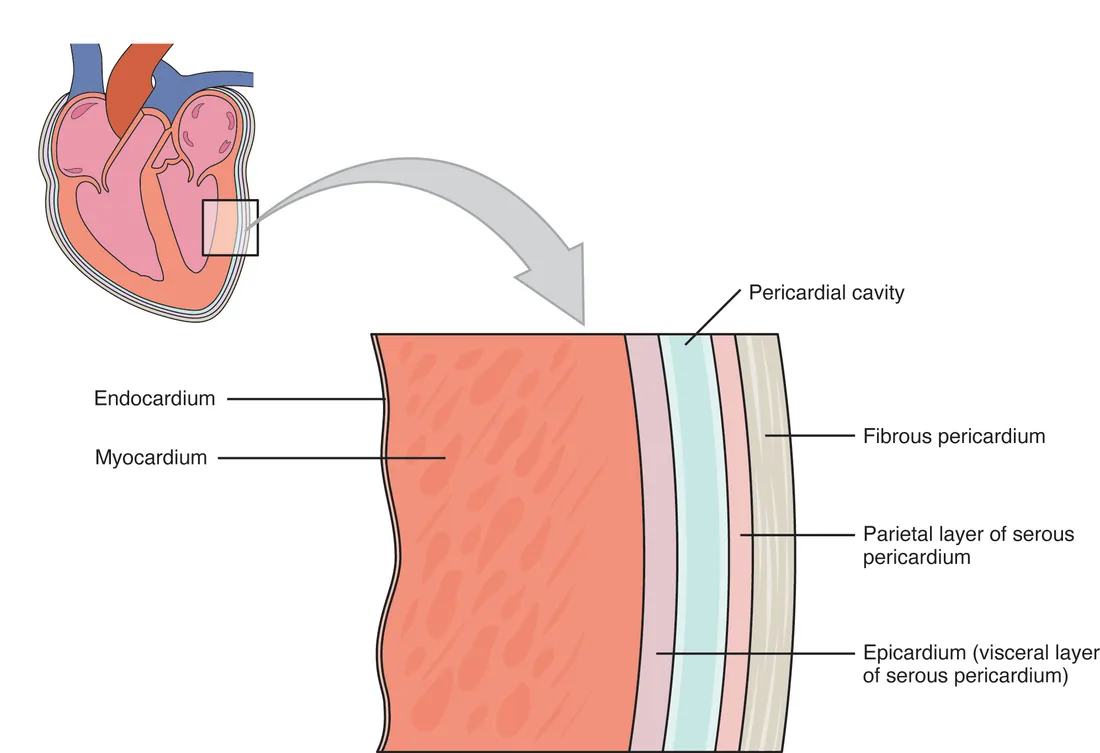 Pericardial cavity
Endocardium
Myocardium
Fibrous pericardium
Parietal layer of serous
pericardium
Epicardium (visceral layer
of serous pericardium)